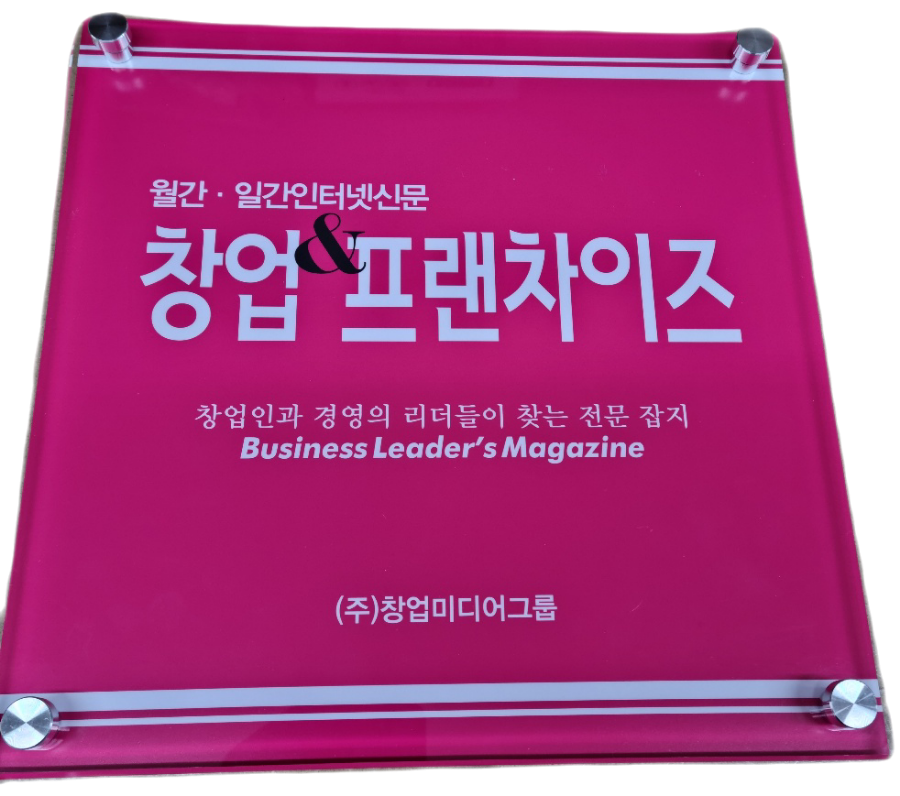 월간 · 일간인터넷신문
창업&프랜차이즈
창업인과 경영의 리더들이 찾는 전문 잡지
Business Leader's Magazine
(주)창업미디어그룹